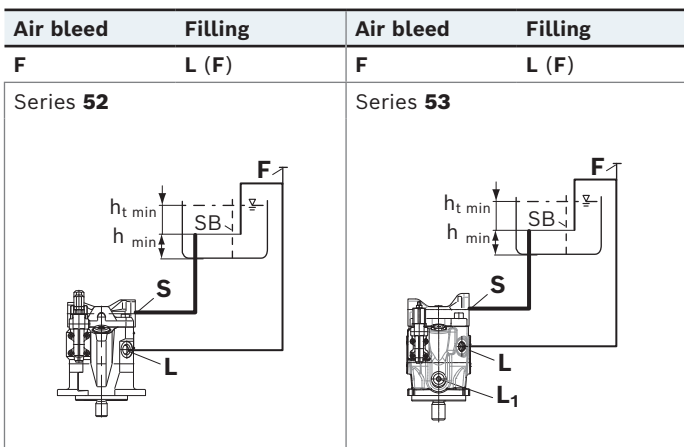 Air bleed Filling Air bleed Filling
F L (F) F L (F)
Series 52 Series 53
F F
h t min h t min
SB SB
h min h min
S S
L L
L1